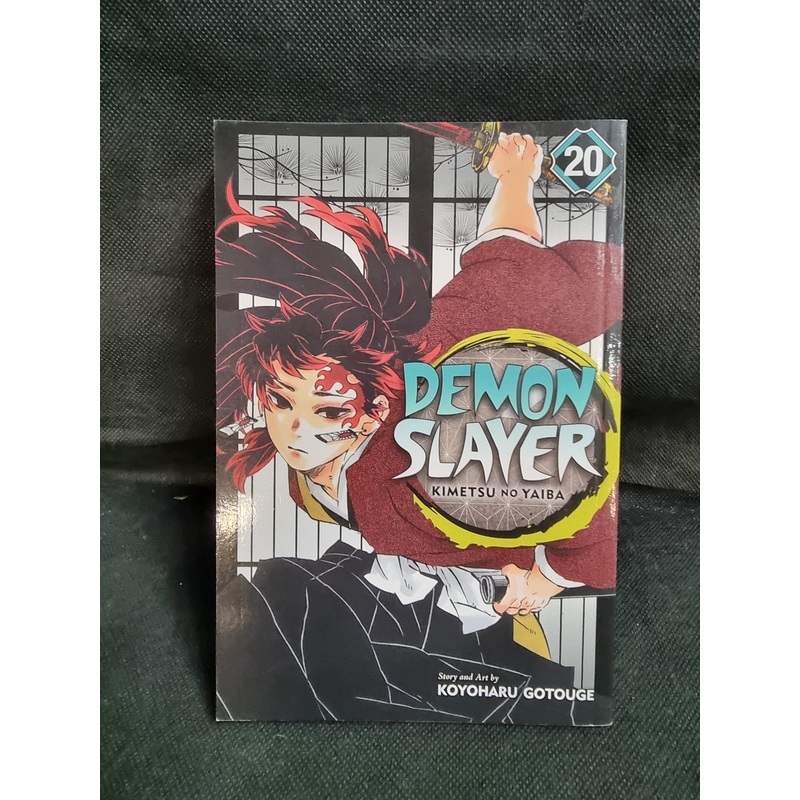 20
DEMON
SLAYER
KIMETSU NO YAIBA
Story and Art by
KOYOHARU GOTOUGE